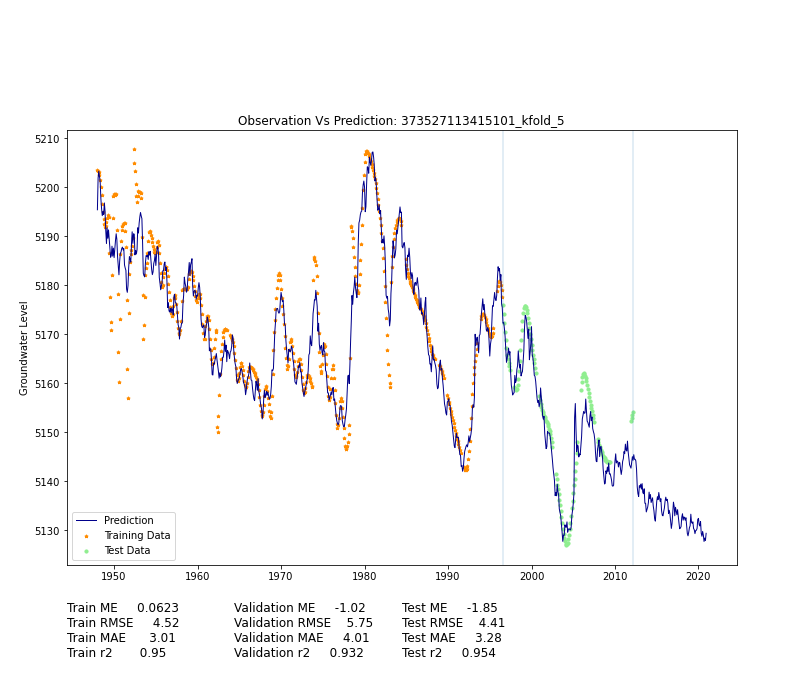 Observation Vs Prediction: 373527113415101_kfold_5
5210
5200
5190
5180
5170
5160
5150
5140
5130
Groundwater Level
Prediction
Training Data
Test Data
1950 1960 1970 1980 1990 2000 2010 2020
Train ME 0.0623 Validation ME -1.02 Test ME -1.85
Train RMSE 4.52 Validation RMSE 5.75 Test RMSE 4.41
Train MAE 3.01 Validation MAE 4.01 Test MAE 3.28
Train r2 0.95 Validation r2 0.932 Test r2 0.954